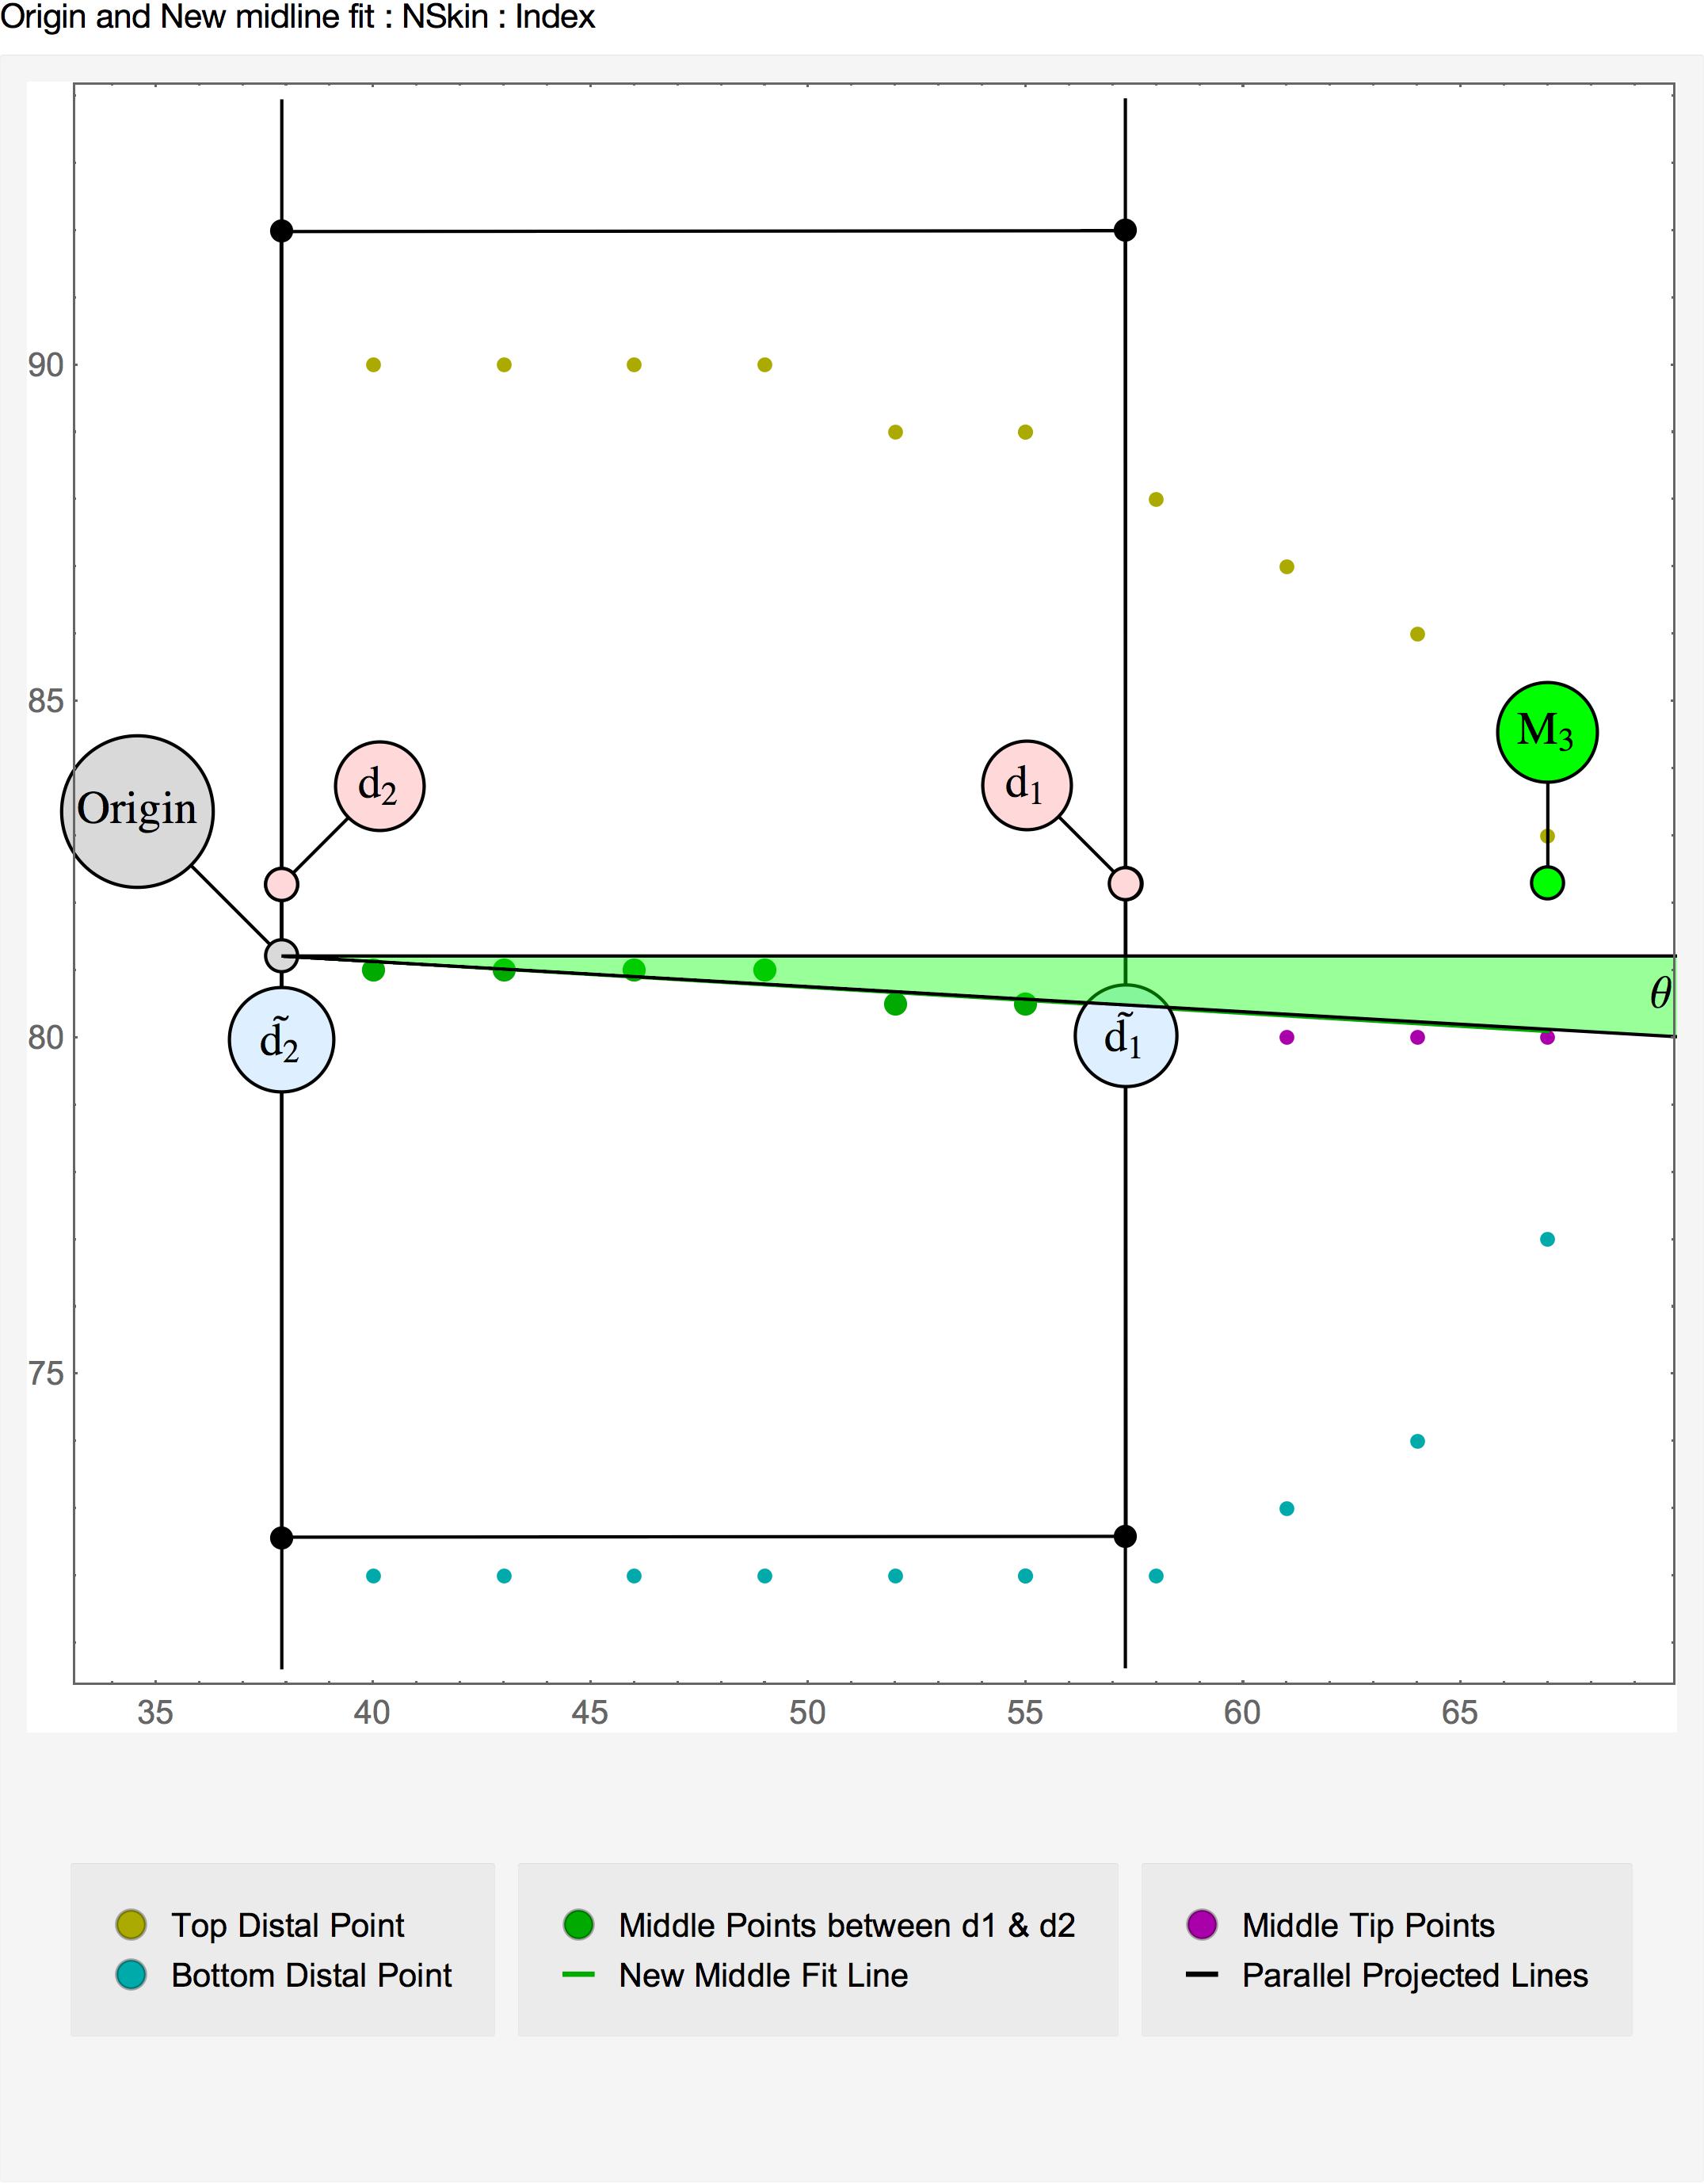 Origin and New midline fit : NSkin : Index
90
85
80
75
Origin
d₂
d₁
M₃
θ
d̃₂
d̃₁
35 40 45 50 55 60 65
Top Distal Point
Bottom Distal Point
Middle Points between d1 & d2
New Middle Fit Line
Middle Tip Points
Parallel Projected Lines